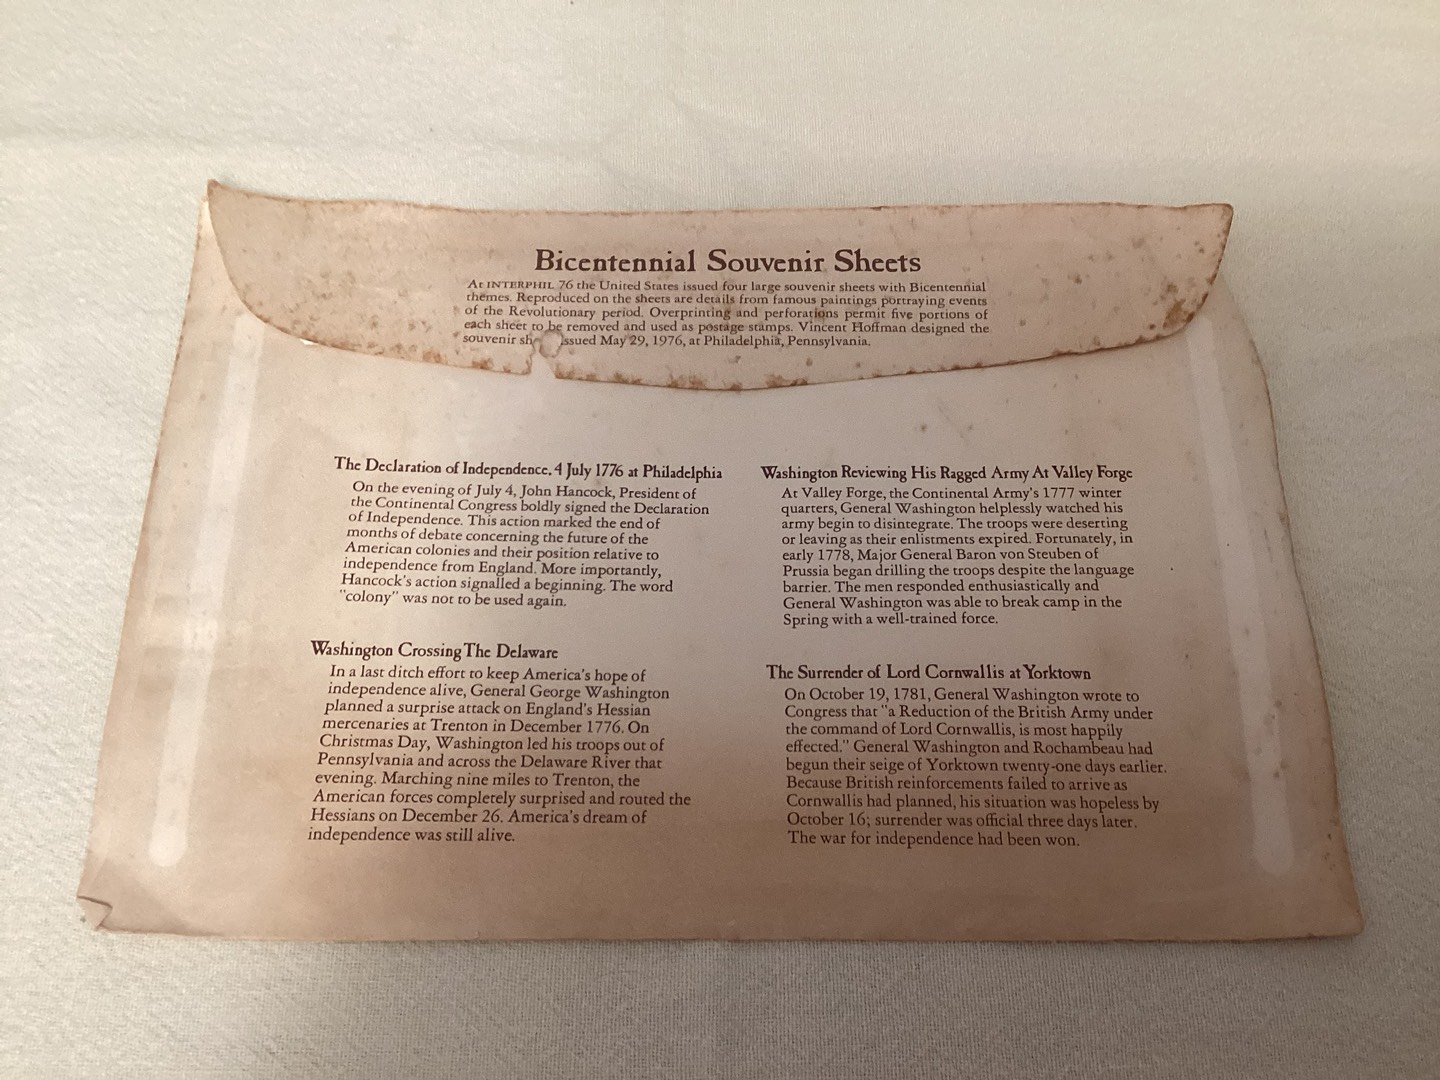 Bicentennial Souvenir Sheets
At INTERPHIL 76 the United States issued four large souvenir sheets with Bicentennial
themes. Reproduced on the sheets are details from famous paintings portraying events
of the Revolutionary period. Overprinting and perforations permit five portions of
each sheet to be removed and used as postage stamps. Vincent Hoffman designed the
souvenir sh issued May 29, 1976, at Philadelphia, Pennsylvania.
The Declaration of Independence, 4 July 1776 at Philadelphia
On the evening of July 4, John Hancock, President of
the Continental Congress boldly signed the Declaration
of Independence. This action marked the end of
months of debate concerning the future of the
American colonies and their position relative to
independence from England. More importantly,
Hancock's action signalled a beginning. The word
"colony" was not to be used again.
Washington Crossing The Delaware
In a last ditch effort to keep America's hope of
independence alive, General George Washington
planned a surprise attack on England's Hessian
mercenaries at Trenton in December 1776. On
Christmas Day, Washington led his troops out of
Pennsylvania and across the Delaware River that
evening. Marching nine miles to Trenton, the
American forces completely surprised and routed the
Hessians on December 26. America's dream of
independence was still alive.
Washington Reviewing His Ragged Army At Valley Forge
At Valley Forge, the Continental Army's 1777 winter
quarters, General Washington helplessly watched his
army begin to disintegrate. The troops were deserting
or leaving as their enlistments expired. Fortunately, in
early 1778, Major General Baron von Steuben of
Prussia began drilling the troops despite the language
barrier. The men responded enthusiastically and
General Washington was able to break camp in the
Spring with a well-trained force.
The Surrender of Lord Cornwallis at Yorktown
On October 19, 1781, General Washington wrote to
Congress that "a Reduction of the British Army under
the command of Lord Cornwallis, is most happily
effected." General Washington and Rochambeau had
begun their seige of Yorktown twenty-one days earlier.
Because British reinforcements failed to arrive as
Cornwallis had planned, his situation was hopeless by
October 16; surrender was official three days later.
The war for independence had been won.